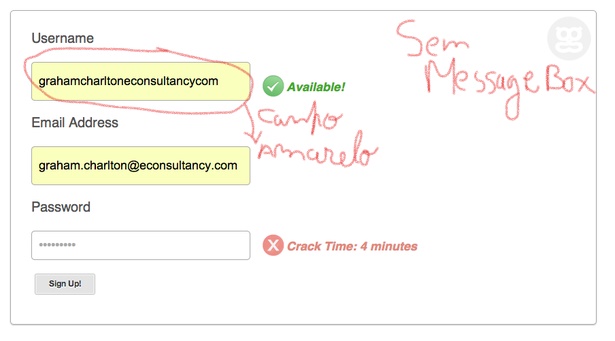 Username
Sem
MessageBox
grahamcharltoneconsultancycom
Available!
campo
amarelo
Email Address
graham.charlton@econsultancy.com
Password
Crack Time: 4 minutes
Sign Up!